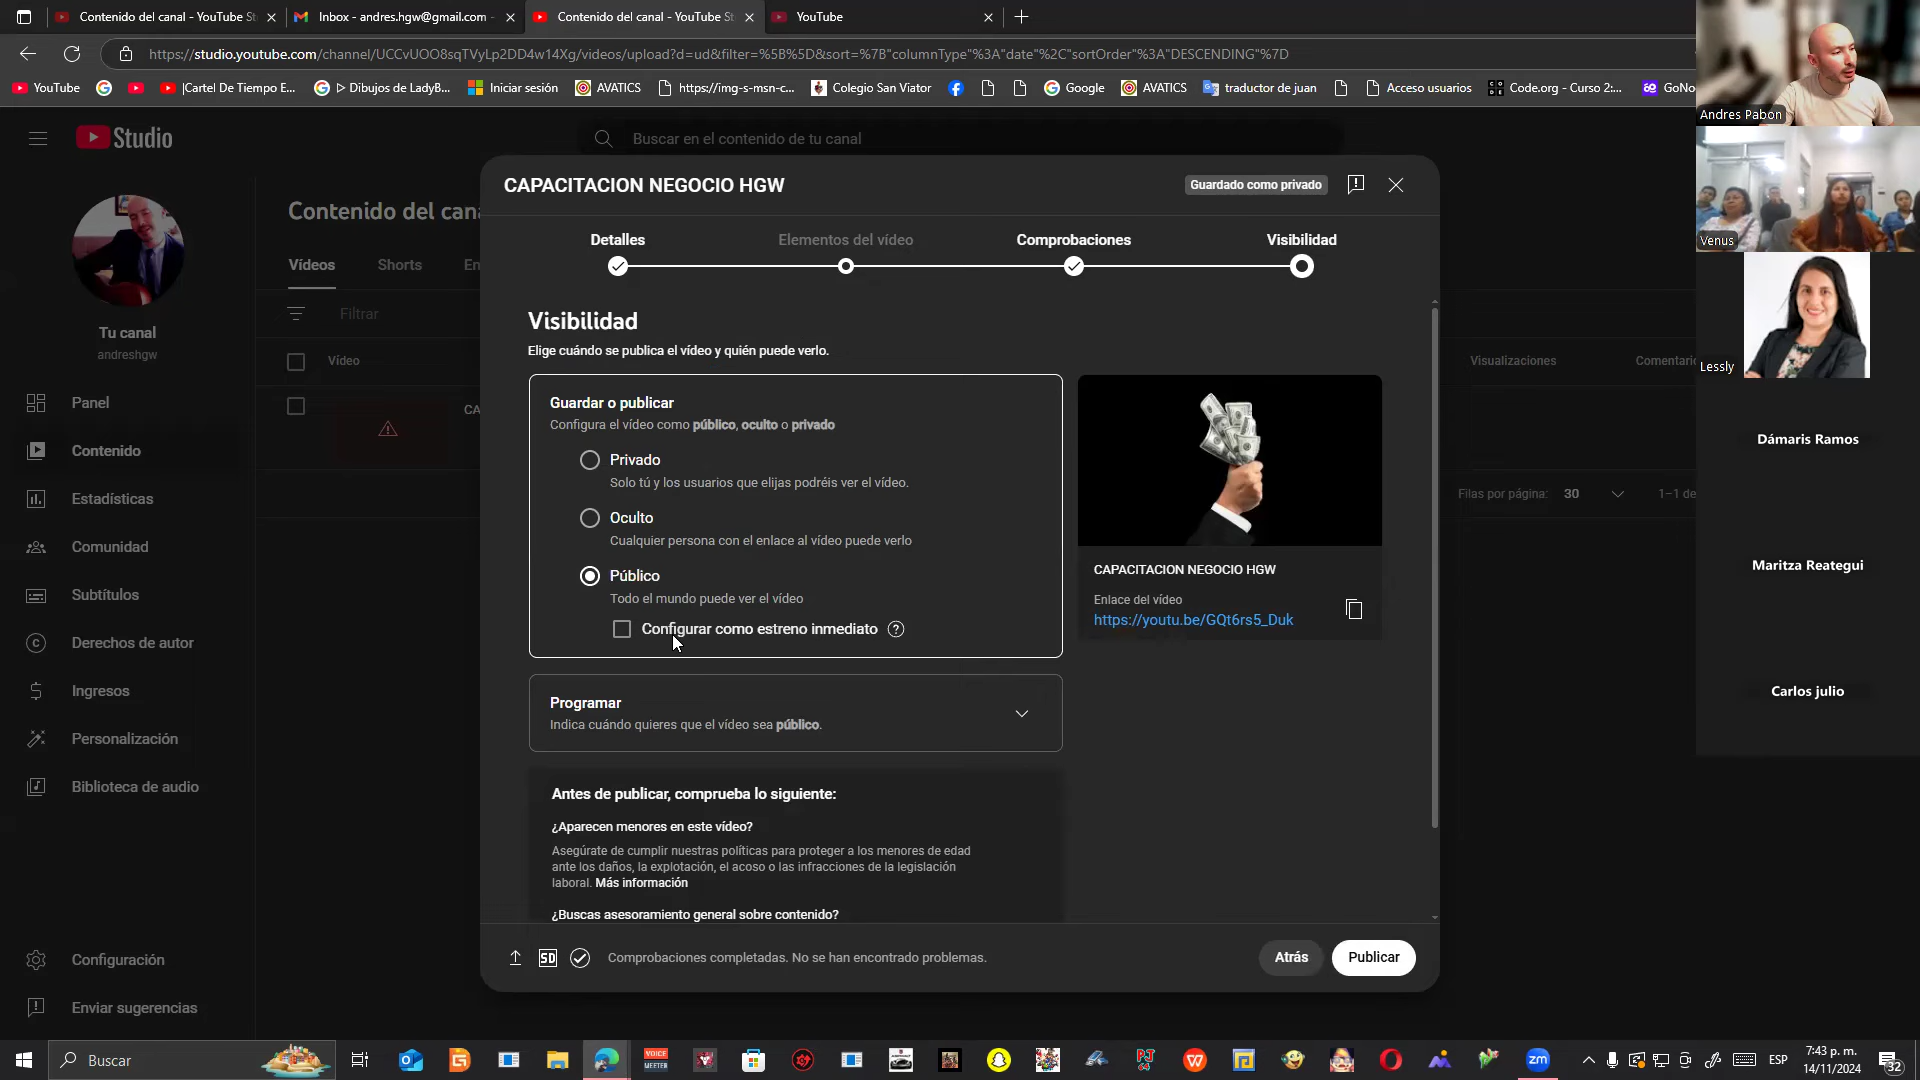 Contenido del canal - YouTube St
Inbox - andres.hgw@gmail.com -
Contenido del canal - YouTube St
YouTube
https://studio.youtube.com/channel/UCCvUOO8sqTVyLp2DD4w14Xg/videos/upload?d=ud&filter=%5B%5D&sort=%7B"columnType"%3A"date"%2C"sortOrder"%3A"DESCENDING"%7D
YouTube
|Cartel De Tiempo E...
▷ Dibujos de LadyB...
Iniciar sesión
AVATICS
https://img-s-msn-c...
Colegio San Viator
Google
AVATICS
traductor de juan
Acceso usuarios
Code.org - Curso 2:...
GoNo
Andres Pabon
Venus
Lessly
Dámaris Ramos
Maritza Reategui
Carlos julio
Studio
Buscar en el contenido de tu canal
Tu canal
andreshgw
Panel
Contenido
Estadísticas
Comunidad
Subtítulos
Derechos de autor
Ingresos
Personalización
Biblioteca de audio
Configuración
Enviar sugerencias
Contenido del cana
Vídeos
Shorts
En
Filtrar
Vídeo
CA
Visualizaciones
Comentario
Filas por página:
30
1–1 de
CAPACITACION NEGOCIO HGW
Guardado como privado
Detalles
Elementos del vídeo
Comprobaciones
Visibilidad
Visibilidad
Elige cuándo se publica el vídeo y quién puede verlo.
Guardar o publicar
Configura el vídeo como público, oculto o privado
Privado
Solo tú y los usuarios que elijas podréis ver el vídeo.
Oculto
Cualquier persona con el enlace al vídeo puede verlo
Público
Todo el mundo puede ver el vídeo
Configurar como estreno inmediato
CAPACITACION NEGOCIO HGW
Enlace del vídeo
https://youtu.be/GQt6rs5_Duk
Programar
Indica cuándo quieres que el vídeo sea público.
Antes de publicar, comprueba lo siguiente:
¿Aparecen menores en este vídeo?
Asegúrate de cumplir nuestras políticas para proteger a los menores de edad
ante los daños, la explotación, el acoso o las infracciones de la legislación
laboral. Más información
¿Buscas asesoramiento general sobre contenido?
SD
Comprobaciones completadas. No se han encontrado problemas.
Atrás
Publicar
Buscar
VOICE
MEETER
zm
ESP
7:43 p. m.
14/11/2024
32